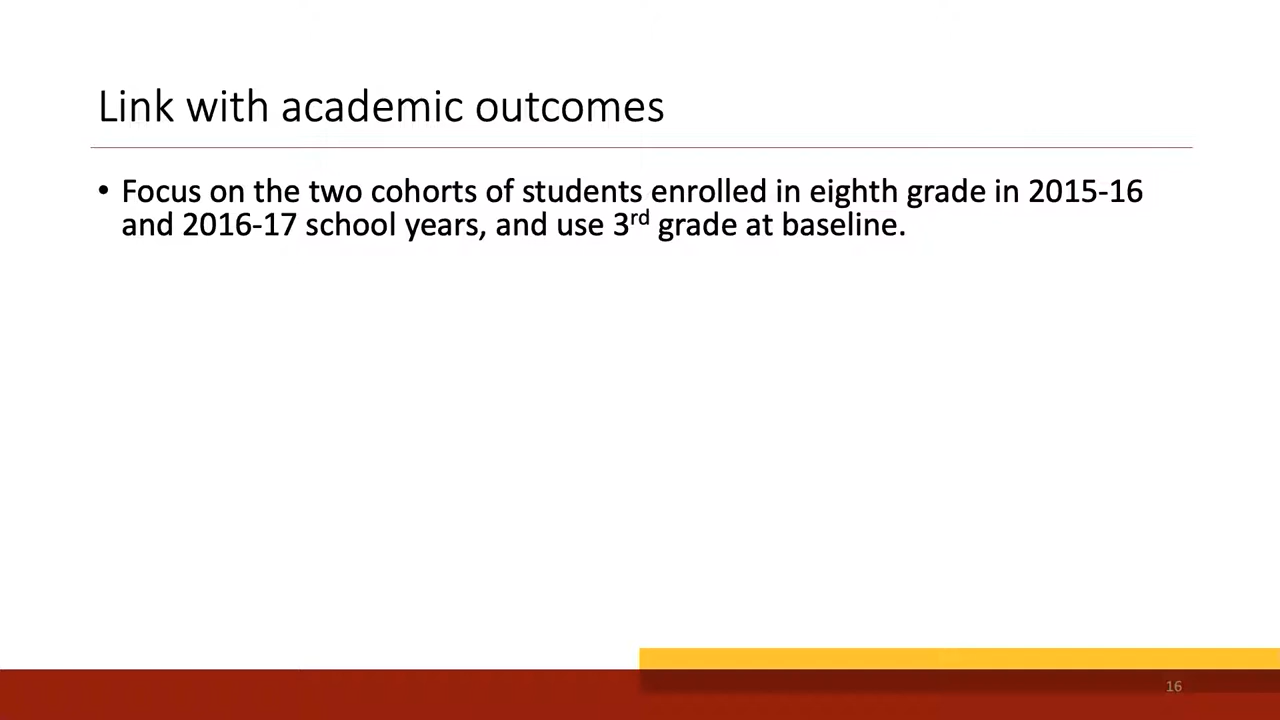 Link with academic outcomes
• Focus on the two cohorts of students enrolled in eighth grade in 2015-16
and 2016-17 school years, and use 3rd grade at baseline.
16